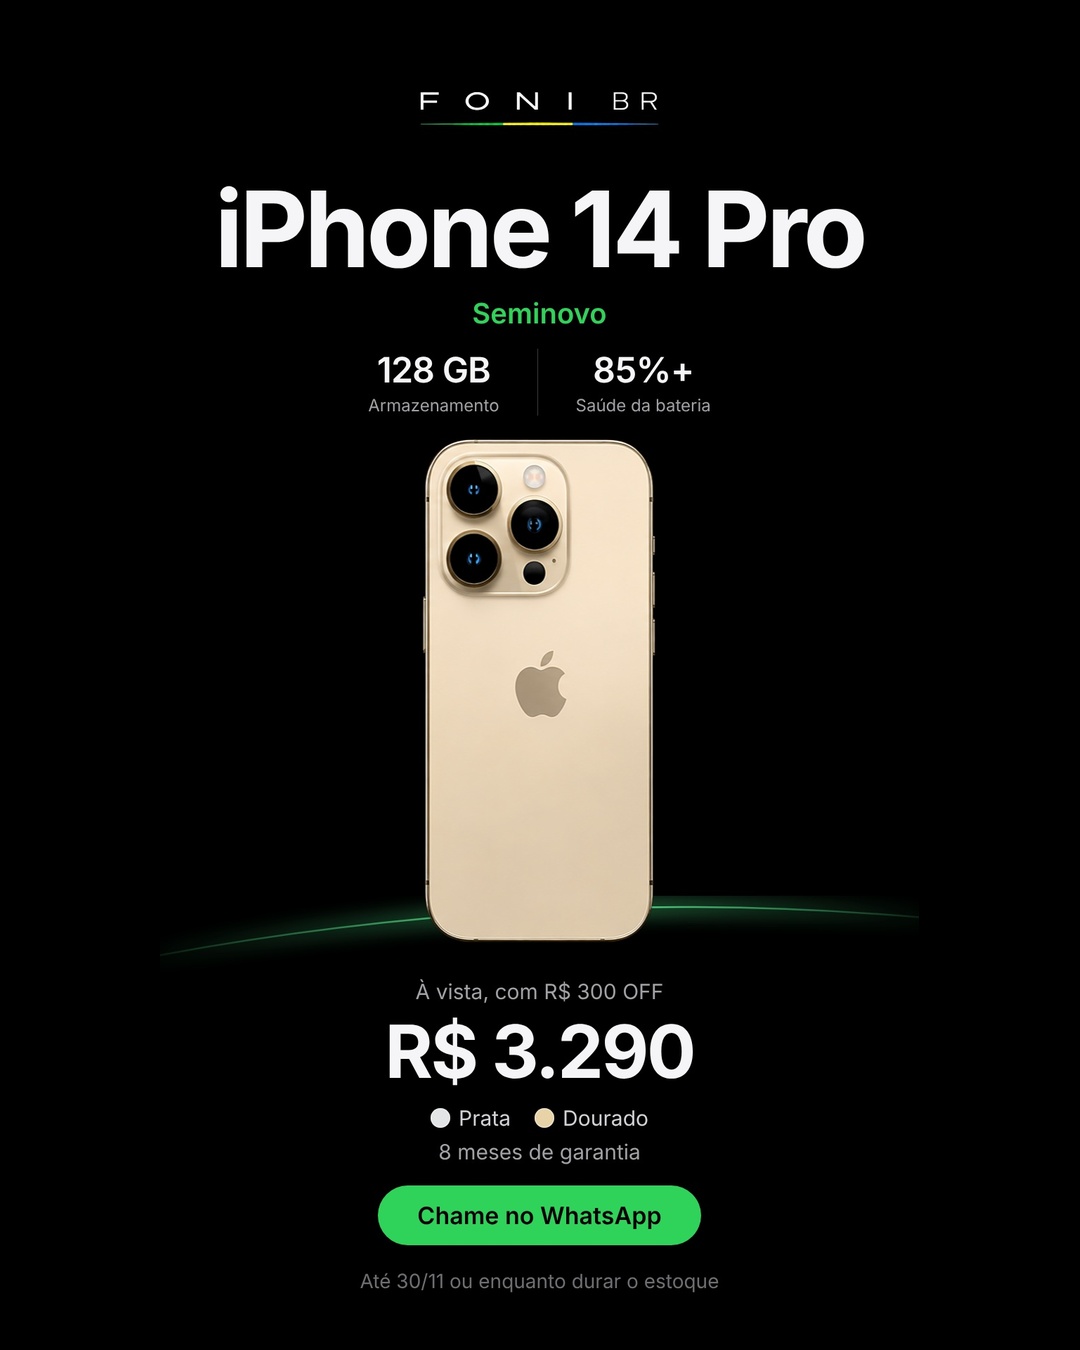 FONI BR
iPhone 14 Pro
Seminovo
128 GB
Armazenamento
85%+
Saúde da bateria
À vista, com R$ 300 OFF
R$ 3.290
Prata
Dourado
8 meses de garantia
Chame no WhatsApp
Até 30/11 ou enquanto durar o estoque